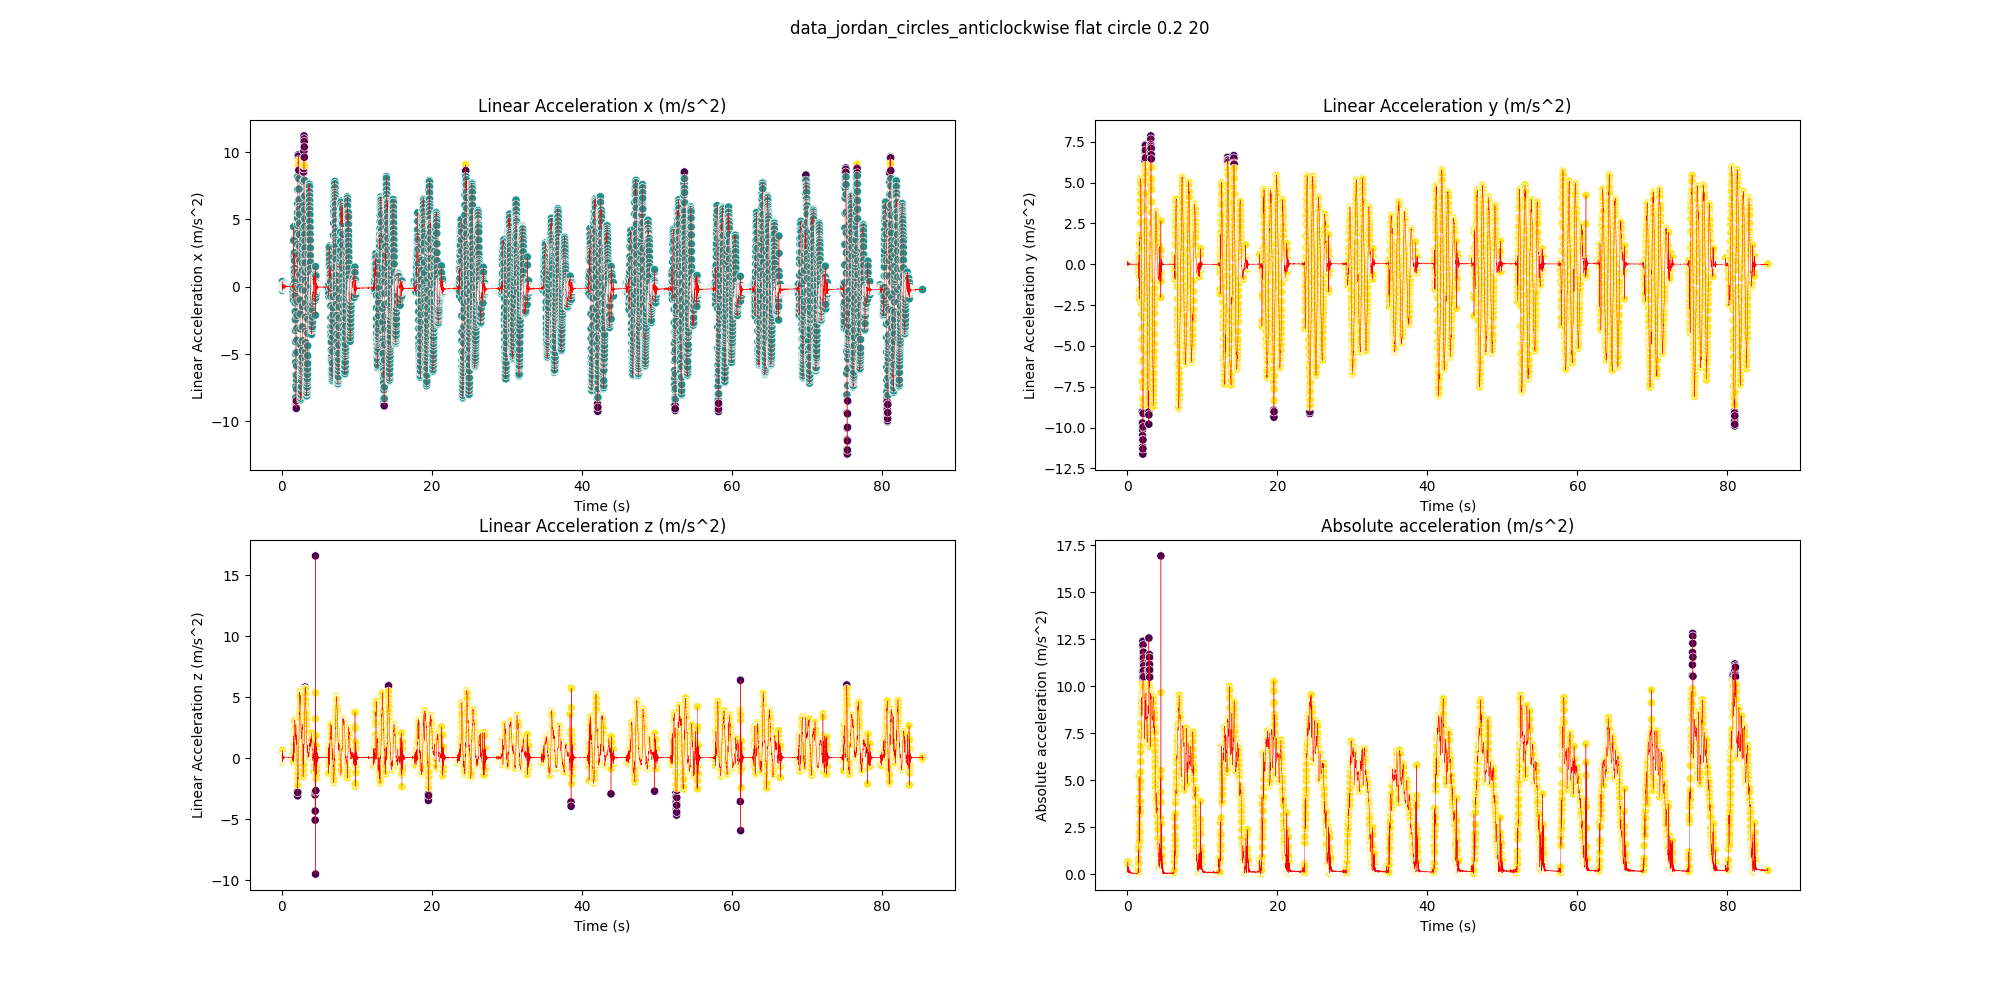 data_jordan_circles_anticlockwise flat circle 0.2 20
Linear Acceleration x (m/s^2)
Linear Acceleration x (m/s^2)
10
5
0
−5
−10
0 20 40 60 80
Time (s)
Linear Acceleration y (m/s^2)
Linear Acceleration y (m/s^2)
7.5
5.0
2.5
0.0
−2.5
−5.0
−7.5
−10.0
−12.5
0 20 40 60 80
Time (s)
Linear Acceleration z (m/s^2)
Linear Acceleration z (m/s^2)
15
10
5
0
−5
−10
0 20 40 60 80
Time (s)
Absolute acceleration (m/s^2)
Absolute acceleration (m/s^2)
17.5
15.0
12.5
10.0
7.5
5.0
2.5
0.0
0 20 40 60 80
Time (s)